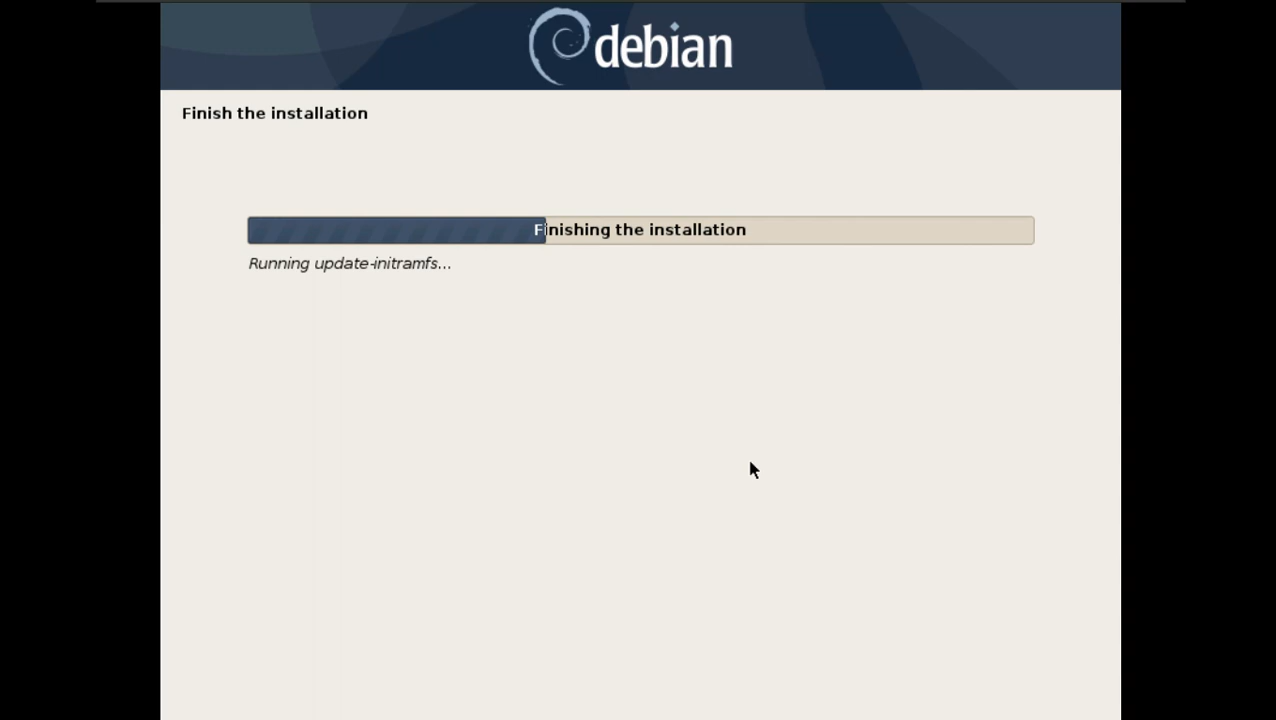 debian
Finish the installation
Finishing the installation
Running update-initramfs...